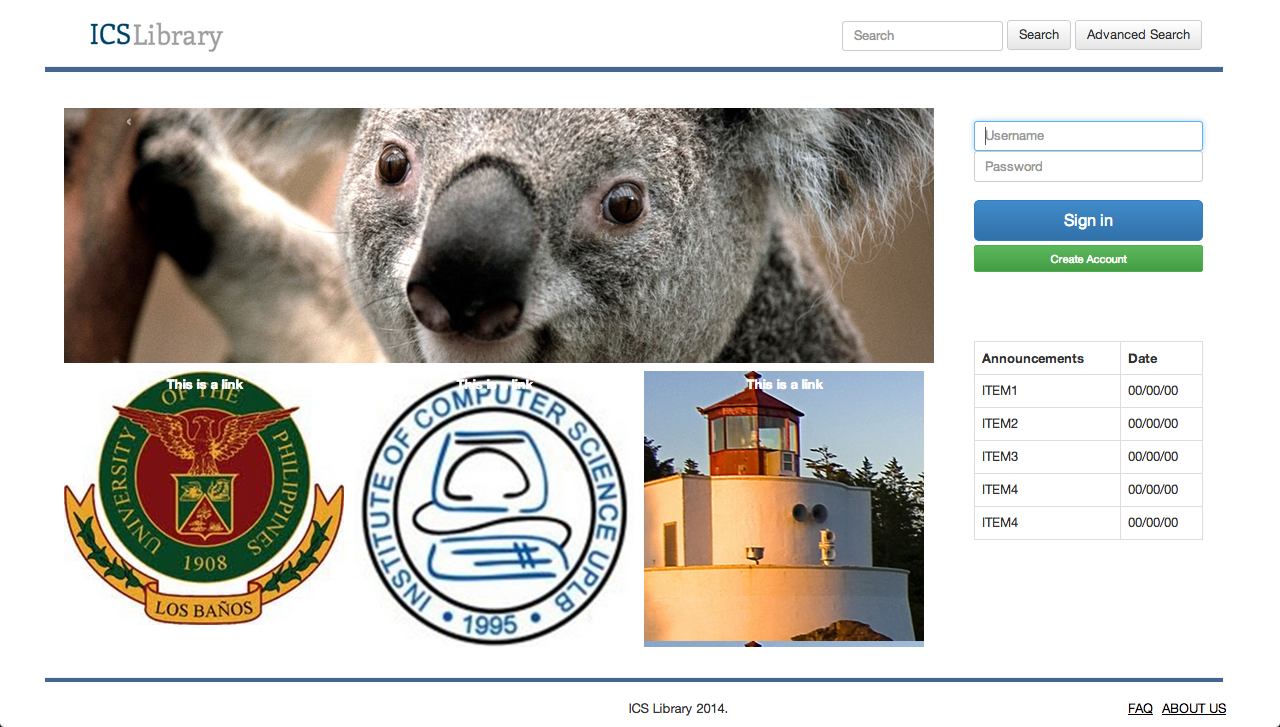 ICSLibrary
Search Search Advanced Search
‹
Username
Password
Sign in
Create Account
Announcements Date
ITEM1 00/00/00
ITEM2 00/00/00
ITEM3 00/00/00
ITEM4 00/00/00
ITEM4 00/00/00
This is a link
UNIVERSITY OF THE PHILIPPINES
1908
LOS BAÑOS
This is a link
INSTITUTE OF COMPUTER SCIENCE UPLB
• 1995 •
This is a link
ICS Library 2014.
FAQ ABOUT US